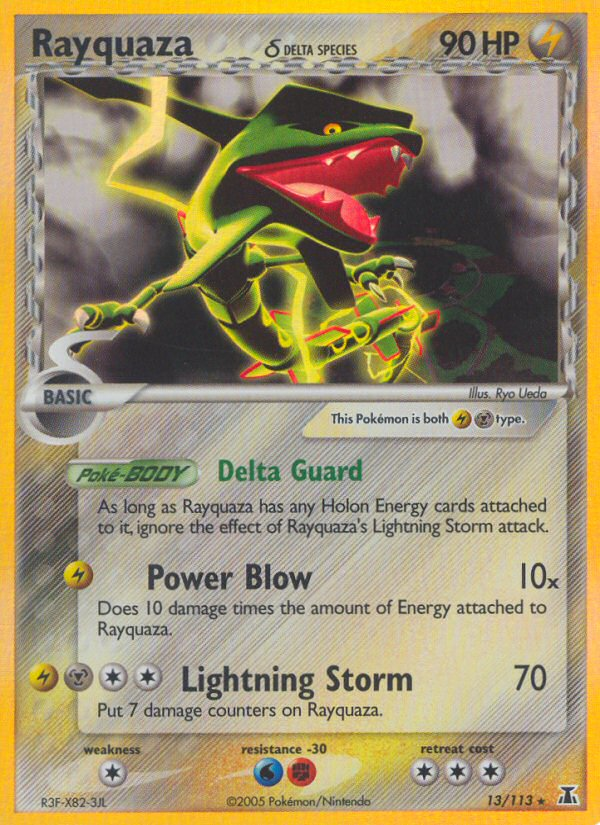 Rayquaza δ DELTA SPECIES 90 HP
BASIC
Illus. Ryo Ueda
This Pokémon is both type.
Poké-BODY Delta Guard
As long as Rayquaza has any Holon Energy cards attached
to it, ignore the effect of Rayquaza's Lightning Storm attack.
Power Blow 10x
Does 10 damage times the amount of Energy attached to
Rayquaza.
Lightning Storm 70
Put 7 damage counters on Rayquaza.
weakness resistance -30 retreat cost
R3F-X82-3JL ©2005 Pokémon/Nintendo 13/113 ★